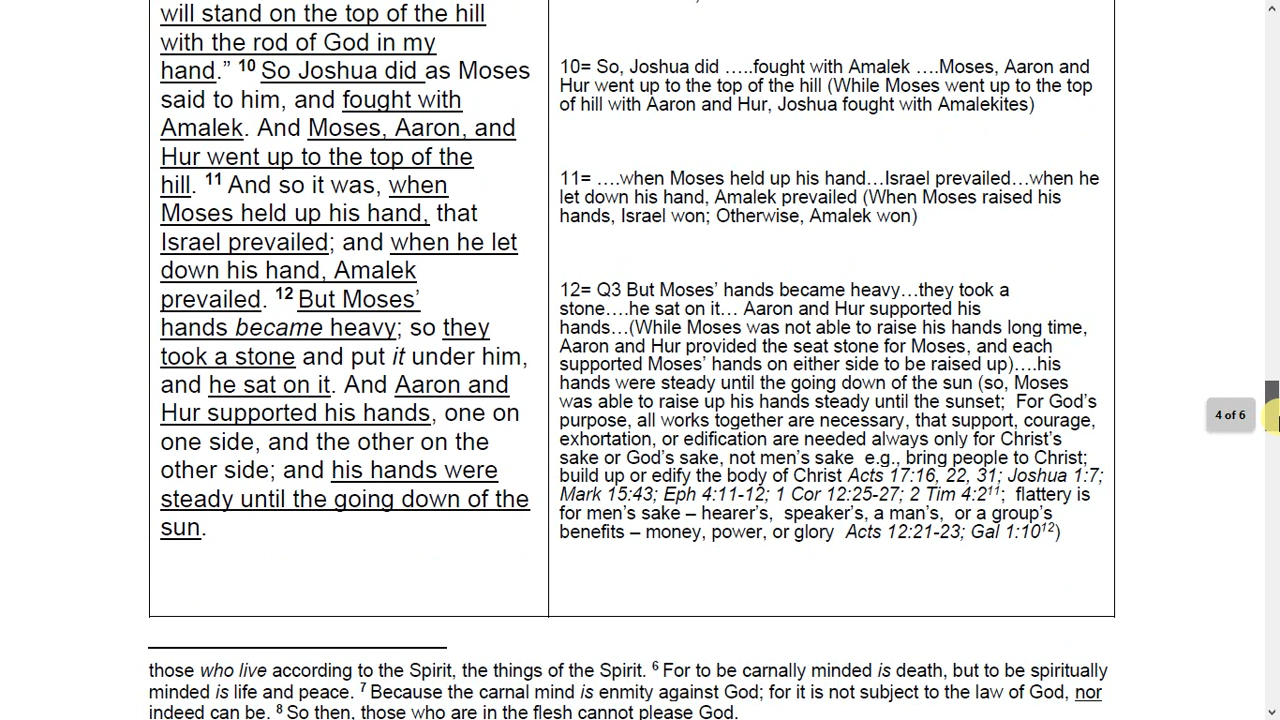 will stand on the top of the hill
with the rod of God in my
hand.” 10 So Joshua did as Moses
said to him, and fought with
Amalek. And Moses, Aaron, and
Hur went up to the top of the
hill. 11 And so it was, when
Moses held up his hand, that
Israel prevailed; and when he let
down his hand, Amalek
prevailed. 12 But Moses’
hands became heavy; so they
took a stone and put it under him,
and he sat on it. And Aaron and
Hur supported his hands, one on
one side, and the other on the
other side; and his hands were
steady until the going down of the
sun.
10= So, Joshua did …..fought with Amalek ….Moses, Aaron and
Hur went up to the top of the hill (While Moses went up to the top
of hill with Aaron and Hur, Joshua fought with Amalekites)
11= ….when Moses held up his hand…Israel prevailed…when he
let down his hand, Amalek prevailed (When Moses raised his
hands, Israel won; Otherwise, Amalek won)
12= Q3 But Moses’ hands became heavy…they took a
stone….he sat on it… Aaron and Hur supported his
hands…(While Moses was not able to raise his hands long time,
Aaron and Hur provided the seat stone for Moses, and each
supported Moses’ hands on either side to be raised up)….his
hands were steady until the going down of the sun (so, Moses
was able to raise up his hands steady until the sunset;  For God’s
purpose, all works together are necessary, that support, courage,
exhortation, or edification are needed always only for Christ’s
sake or God’s sake, not men’s sake  e.g., bring people to Christ;
build up or edify the body of Christ Acts 17:16, 22, 31; Joshua 1:7;
Mark 15:43; Eph 4:11-12; 1 Cor 12:25-27; 2 Tim 4:211;  flattery is
for men’s sake – hearer’s,  speaker’s, a man’s,  or a group’s
benefits – money, power, or glory  Acts 12:21-23; Gal 1:1012)
4 of 6
those who live according to the Spirit, the things of the Spirit. 6 For to be carnally minded is death, but to be spiritually
minded is life and peace. 7 Because the carnal mind is enmity against God; for it is not subject to the law of God, nor
indeed can be. 8 So then, those who are in the flesh cannot please God.